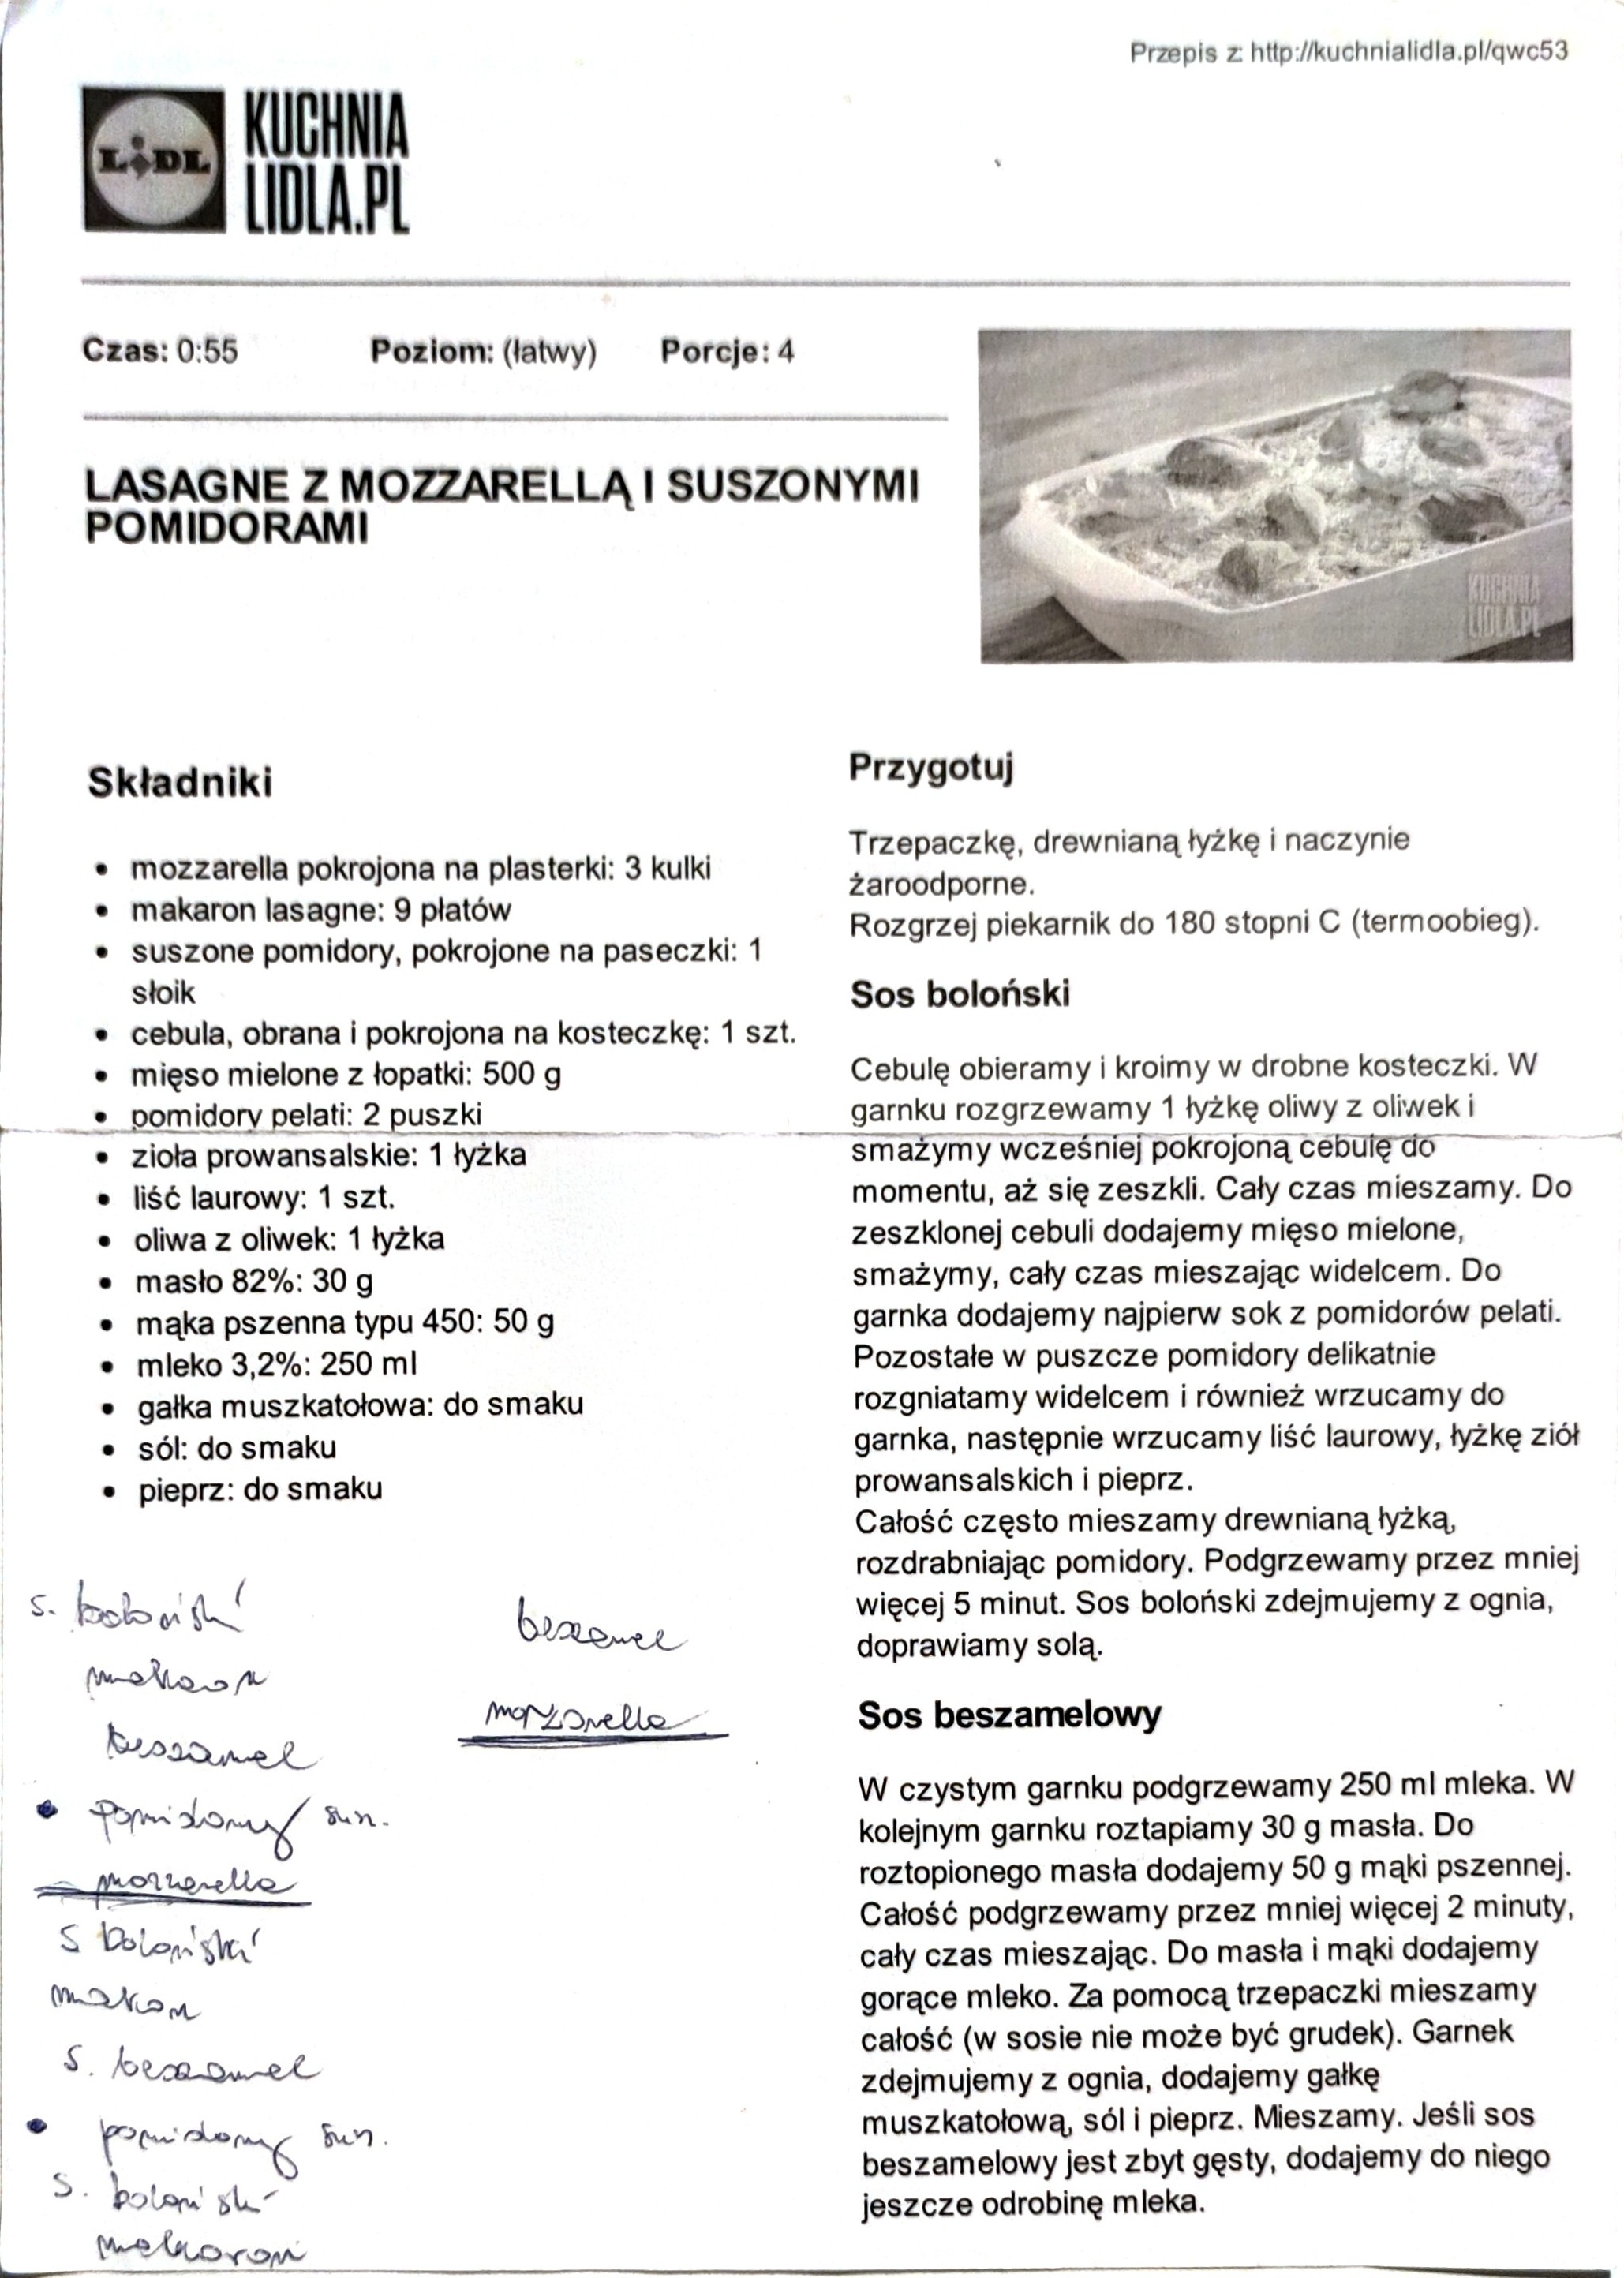 Przepis z: http://kuchnialidla.pl/qwc53
LiDL
KUCHNIA
LIDLA.PL
Czas: 0:55 Poziom: (łatwy) Porcje: 4
LASAGNE Z MOZZARELLĄ I SUSZONYMI
POMIDORAMI
KUCHNIA
LIDLA.PL
Składniki
• mozzarella pokrojona na plasterki: 3 kulki
• makaron lasagne: 9 płatów
• suszone pomidory, pokrojone na paseczki: 1
słoik
• cebula, obrana i pokrojona na kosteczkę: 1 szt.
• mięso mielone z łopatki: 500 g
• pomidory pelati: 2 puszki
• zioła prowansalskie: 1 łyżka
• liść laurowy: 1 szt.
• oliwa z oliwek: 1 łyżka
• masło 82%: 30 g
• mąka pszenna typu 450: 50 g
• mleko 3,2%: 250 ml
• gałka muszkatołowa: do smaku
• sól: do smaku
• pieprz: do smaku
s. boloński
makaron
beszamel
• pomidory sun.
mozzarella
s boloński
makaron
s. beszamel
• pomidory sun.
s. boloński
makaron
beszamel
mozzarella
Przygotuj
Trzepaczkę, drewnianą łyżkę i naczynie
żaroodporne.
Rozgrzej piekarnik do 180 stopni C (termoobieg).
Sos boloński
Cebulę obieramy i kroimy w drobne kosteczki. W
garnku rozgrzewamy 1 łyżkę oliwy z oliwek i
smażymy wcześniej pokrojoną cebulę do
momentu, aż się zeszkli. Cały czas mieszamy. Do
zeszklonej cebuli dodajemy mięso mielone,
smażymy, cały czas mieszając widelcem. Do
garnka dodajemy najpierw sok z pomidorów pelati.
Pozostałe w puszcze pomidory delikatnie
rozgniatamy widelcem i również wrzucamy do
garnka, następnie wrzucamy liść laurowy, łyżkę ziół
prowansalskich i pieprz.
Całość często mieszamy drewnianą łyżką,
rozdrabniając pomidory. Podgrzewamy przez mniej
więcej 5 minut. Sos boloński zdejmujemy z ognia,
doprawiamy solą.
Sos beszamelowy
W czystym garnku podgrzewamy 250 ml mleka. W
kolejnym garnku roztapiamy 30 g masła. Do
roztopionego masła dodajemy 50 g mąki pszennej.
Całość podgrzewamy przez mniej więcej 2 minuty,
cały czas mieszając. Do masła i mąki dodajemy
gorące mleko. Za pomocą trzepaczki mieszamy
całość (w sosie nie może być grudek). Garnek
zdejmujemy z ognia, dodajemy gałkę
muszkatołową, sól i pieprz. Mieszamy. Jeśli sos
beszamelowy jest zbyt gęsty, dodajemy do niego
jeszcze odrobinę mleka.